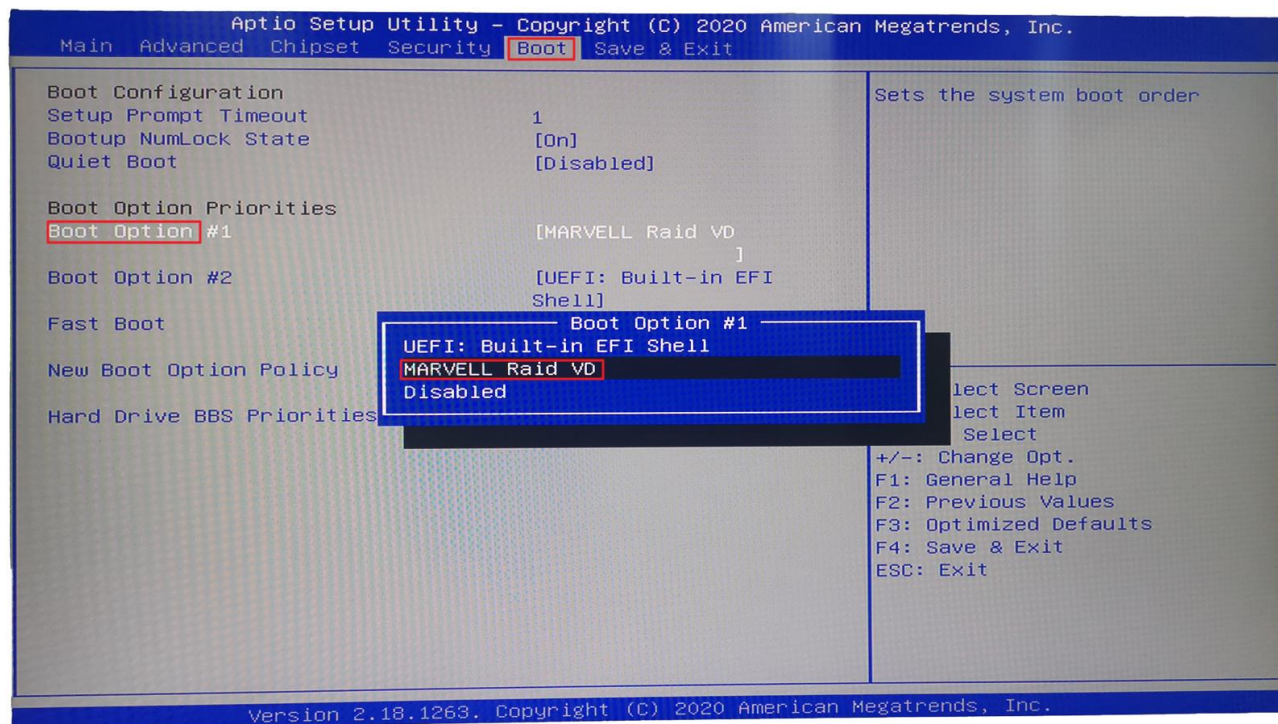 Aptio Setup Utility – Copyright (C) 2020 American Megatrends, Inc.
Main Advanced Chipset Security Boot Save & Exit
Boot Configuration
Setup Prompt Timeout 1
Bootup NumLock State [On]
Quiet Boot [Disabled]
Boot Option Priorities
Boot Option #1 [MARVELL Raid VD
]
Boot Option #2 [UEFI: Built-in EFI
Shell]
Fast Boot
New Boot Option Policy
Hard Drive BBS Priorities
Boot Option #1
UEFI: Built-in EFI Shell
MARVELL Raid VD
Disabled
Sets the system boot order
lect Screen
lect Item
Select
+/-: Change Opt.
F1: General Help
F2: Previous Values
F3: Optimized Defaults
F4: Save & Exit
ESC: Exit
Version 2.18.1263. Copyright (C) 2020 American Megatrends, Inc.